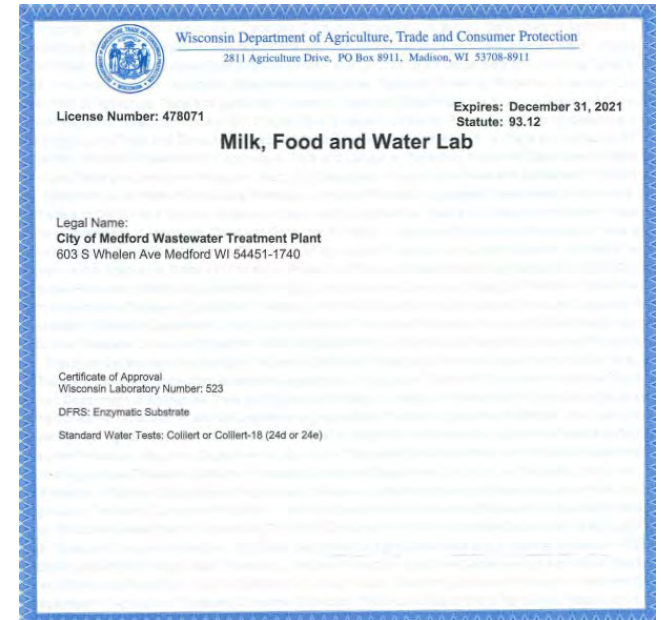 Wisconsin Department of Agriculture, Trade and Consumer Protection
2811 Agriculture Drive, PO Box 8911, Madison, WI 53708-8911
License Number: 478071
Expires: December 31, 2021
Statute: 93.12
Milk, Food and Water Lab
Legal Name:
City of Medford Wastewater Treatment Plant
603 S Whelen Ave Medford WI 54451-1740
Certificate of Approval
Wisconsin Laboratory Number: 523
DFRS: Enzymatic Substrate
Standard Water Tests: Colilert or Colilert-18 (24d or 24e)